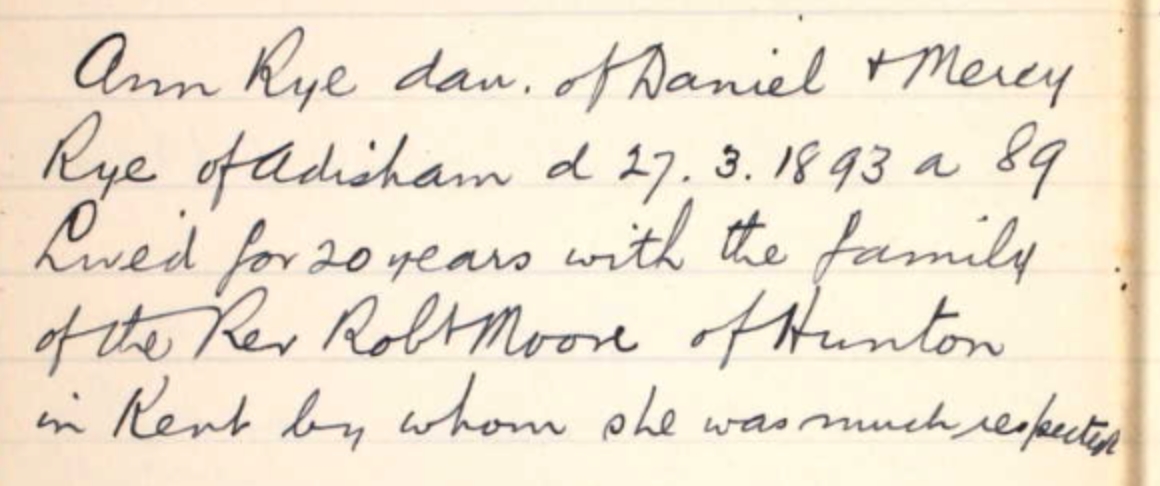 Ann Rye dau. of Daniel & Mercy
Rye of Adisham d 27.3.1893 a 89
Lived for 20 years with the family
of the Rev Robt Moore of Hunton
in Kent by whom she was much respected